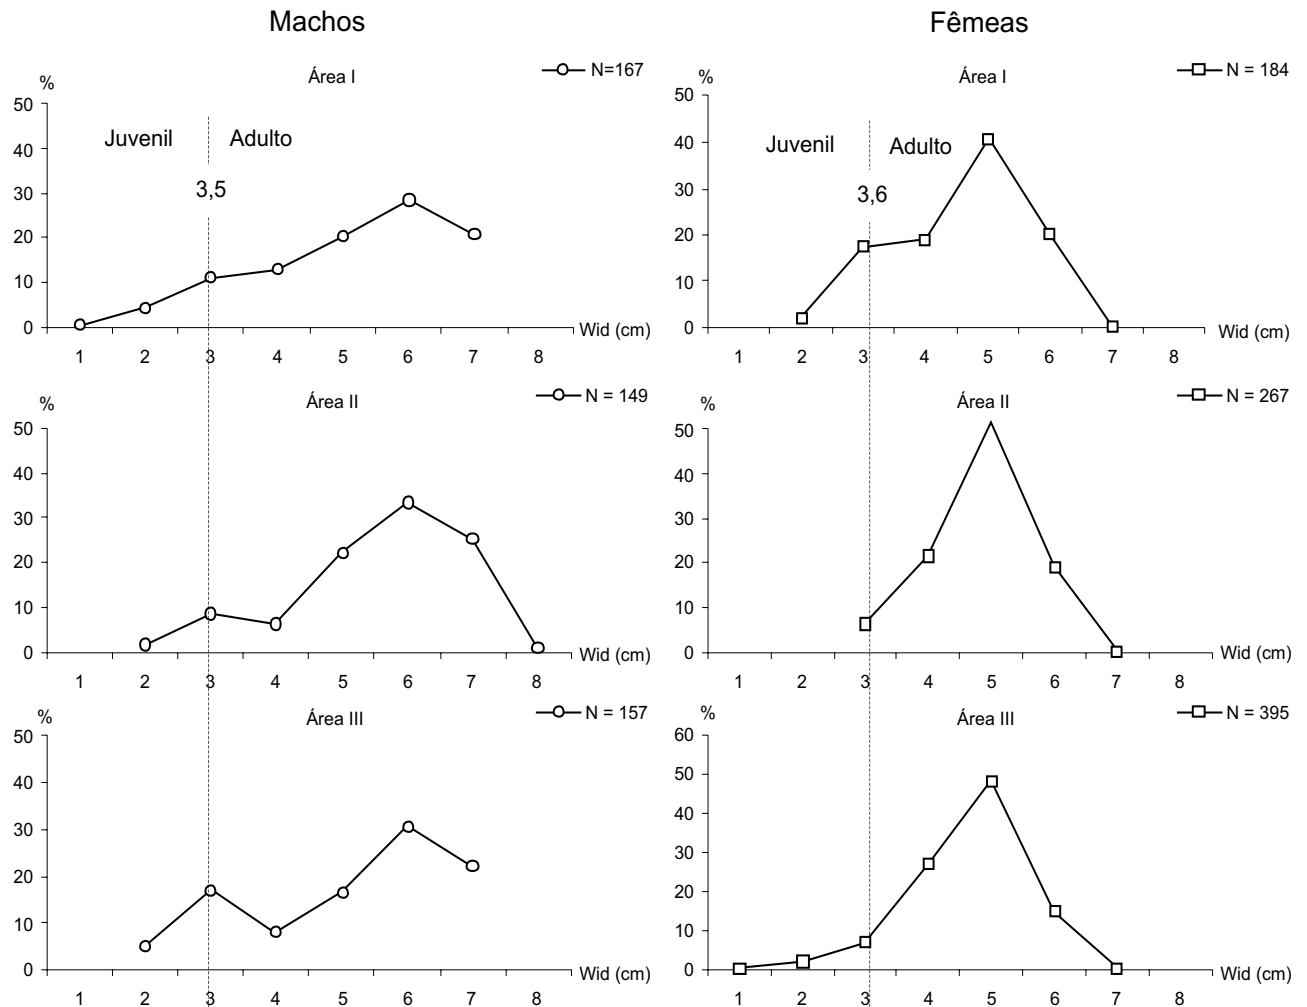 Machos
Fêmeas
%
Área I
N=167
50
40
30
20
10
0
Juvenil
Adulto
3,5
Wid (cm)
1 2 3 4 5 6 7 8
%
Área I
N = 184
50
40
30
20
10
0
Juvenil
Adulto
3,6
Wid (cm)
1 2 3 4 5 6 7 8
%
Área II
N = 149
50
40
30
20
10
0
Wid (cm)
1 2 3 4 5 6 7 8
%
Área II
N = 267
50
40
30
20
10
0
Wid (cm)
1 2 3 4 5 6 7 8
%
Área III
N = 157
50
40
30
20
10
0
Wid (cm)
1 2 3 4 5 6 7 8
%
Área III
N = 395
60
50
40
30
20
10
0
Wid (cm)
1 2 3 4 5 6 7 8